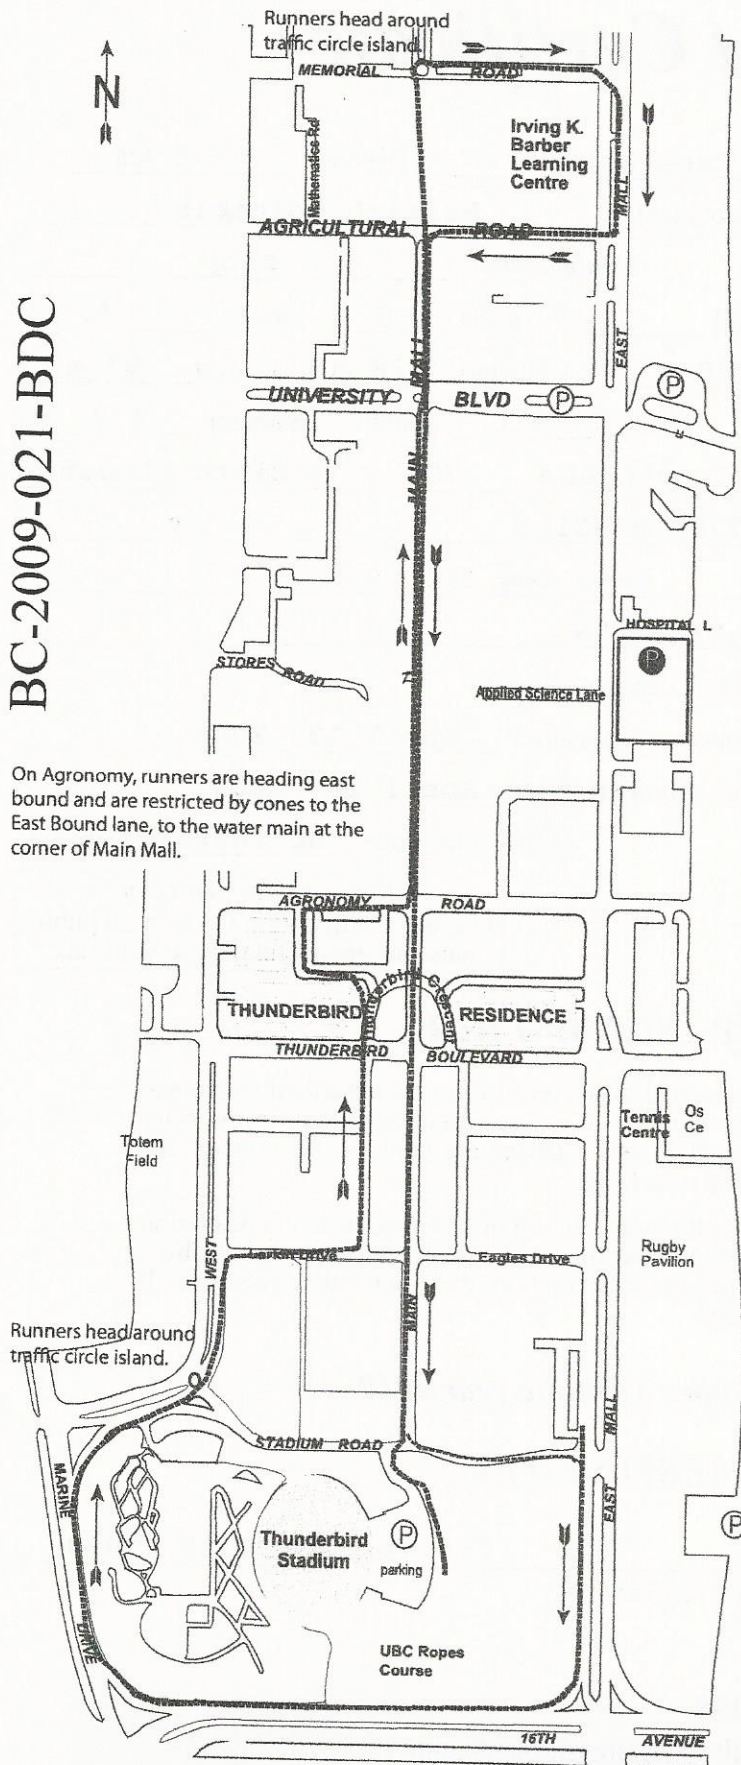 Runners head around
traffic circle island.
N
MEMORIAL ROAD
Irving K.
Barber
Learning
Centre
Mathematics Rd
MALL
AGRICULTURAL ROAD
BC-2009-021-BDC
MALL
EAST
P
UNIVERSITY BLVD P
MAIN
HOSPITAL L
P
STORES ROAD
Applied Science Lane
On Agronomy, runners are heading east
bound and are restricted by cones to the
East Bound lane, to the water main at the
corner of Main Mall.
AGRONOMY ROAD
Thunderbird Crescent
THUNDERBIRD RESIDENCE
THUNDERBIRD BOULEVARD
Totem
Field
Tennis
Centre
Os
Ce
WEST
Larkin Drive
Eagles Drive
Rugby
Pavilion
MAIN
Runners head around
traffic circle island.
STADIUM ROAD
MALL
MARINE
EAST
Thunderbird
Stadium
P
parking
P
DRIVE
UBC Ropes
Course
16TH AVENUE